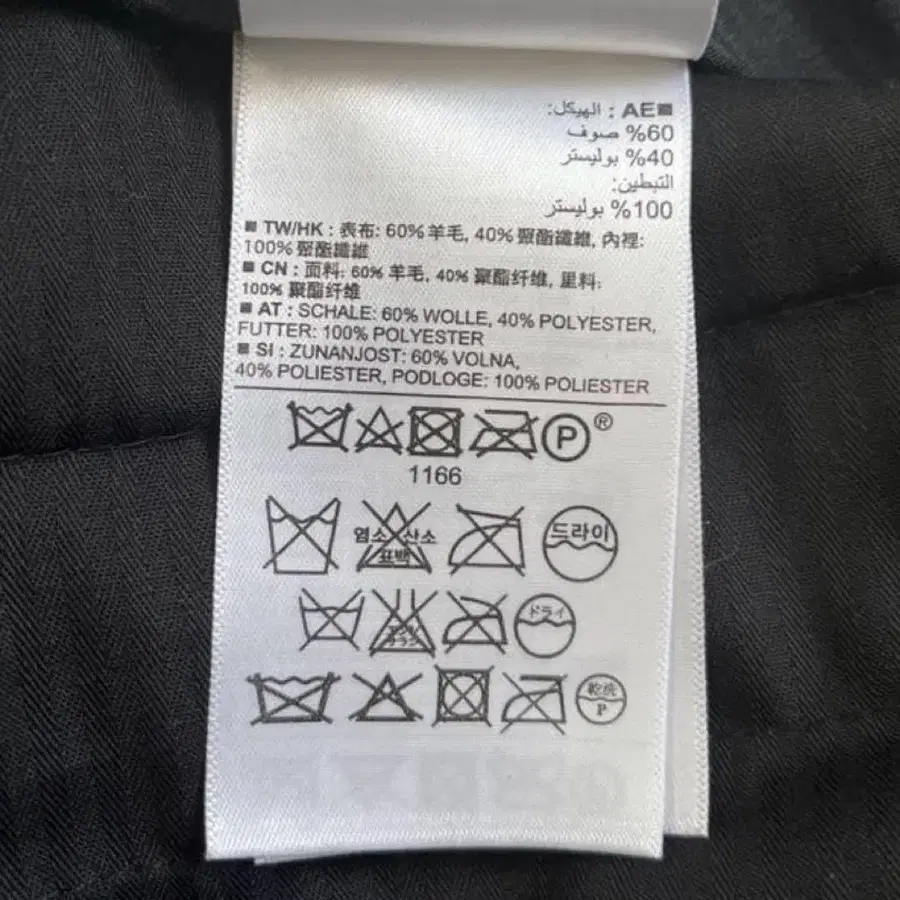 ■AE : الهيكل:
%60 صوف
%40 بوليستر
التبطين:
%100 بوليستر
■ TW/HK : 表布: 60% 羊毛, 40% 聚酯纖維, 內裡:
100% 聚酯纖維
■ CN : 面料: 60% 羊毛, 40% 聚酯纤维, 里料:
100% 聚酯纤维
■ AT : SCHALE: 60% WOLLE, 40% POLYESTER,
FUTTER: 100% POLYESTER
■ SI : ZUNANJOST: 60% VOLNA,
40% POLIESTER, PODLOGE: 100% POLIESTER
P ®
1166
염소 산소 드라이
표백
ドライ
乾洗
P